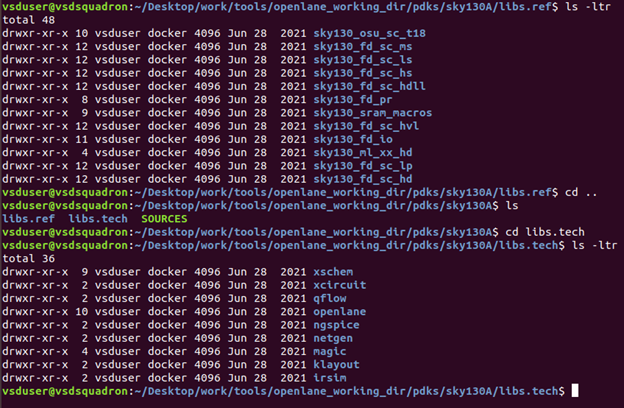 vsduser@vsdsquadron:~/Desktop/work/tools/openlane_working_dir/pdks/sky130A/libs.ref$ ls -ltr
total 48
drwxr-xr-x 10 vsduser docker 4096 Jun 28  2021 sky130_osu_sc_t18
drwxr-xr-x 12 vsduser docker 4096 Jun 28  2021 sky130_fd_sc_ms
drwxr-xr-x 12 vsduser docker 4096 Jun 28  2021 sky130_fd_sc_ls
drwxr-xr-x 12 vsduser docker 4096 Jun 28  2021 sky130_fd_sc_hs
drwxr-xr-x 12 vsduser docker 4096 Jun 28  2021 sky130_fd_sc_hdll
drwxr-xr-x  8 vsduser docker 4096 Jun 28  2021 sky130_fd_pr
drwxr-xr-x  9 vsduser docker 4096 Jun 28  2021 sky130_sram_macros
drwxr-xr-x 12 vsduser docker 4096 Jun 28  2021 sky130_fd_sc_hvl
drwxr-xr-x 11 vsduser docker 4096 Jun 28  2021 sky130_fd_io
drwxr-xr-x  4 vsduser docker 4096 Jun 28  2021 sky130_ml_xx_hd
drwxr-xr-x 12 vsduser docker 4096 Jun 28  2021 sky130_fd_sc_lp
drwxr-xr-x 12 vsduser docker 4096 Jun 28  2021 sky130_fd_sc_hd
vsduser@vsdsquadron:~/Desktop/work/tools/openlane_working_dir/pdks/sky130A/libs.ref$ cd ..
vsduser@vsdsquadron:~/Desktop/work/tools/openlane_working_dir/pdks/sky130A$ ls
libs.ref  libs.tech  SOURCES
vsduser@vsdsquadron:~/Desktop/work/tools/openlane_working_dir/pdks/sky130A$ cd libs.tech
vsduser@vsdsquadron:~/Desktop/work/tools/openlane_working_dir/pdks/sky130A/libs.tech$ ls -ltr
total 36
drwxr-xr-x  9 vsduser docker 4096 Jun 28  2021 xschem
drwxr-xr-x  2 vsduser docker 4096 Jun 28  2021 xcircuit
drwxr-xr-x  2 vsduser docker 4096 Jun 28  2021 qflow
drwxr-xr-x 10 vsduser docker 4096 Jun 28  2021 openlane
drwxr-xr-x  2 vsduser docker 4096 Jun 28  2021 ngspice
drwxr-xr-x  2 vsduser docker 4096 Jun 28  2021 netgen
drwxr-xr-x  4 vsduser docker 4096 Jun 28  2021 magic
drwxr-xr-x  2 vsduser docker 4096 Jun 28  2021 klayout
drwxr-xr-x  2 vsduser docker 4096 Jun 28  2021 irsim
vsduser@vsdsquadron:~/Desktop/work/tools/openlane_working_dir/pdks/sky130A/libs.tech$